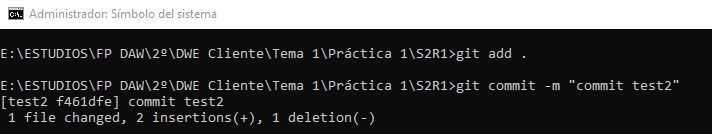 Administrador: Símbolo del sistema
E:\ESTUDIOS\FP DAW\2º\DWE Cliente\Tema 1\Práctica 1\S2R1>git add .
E:\ESTUDIOS\FP DAW\2º\DWE Cliente\Tema 1\Práctica 1\S2R1>git commit -m "commit test2"
[test2 f461dfe] commit test2
 1 file changed, 2 insertions(+), 1 deletion(-)